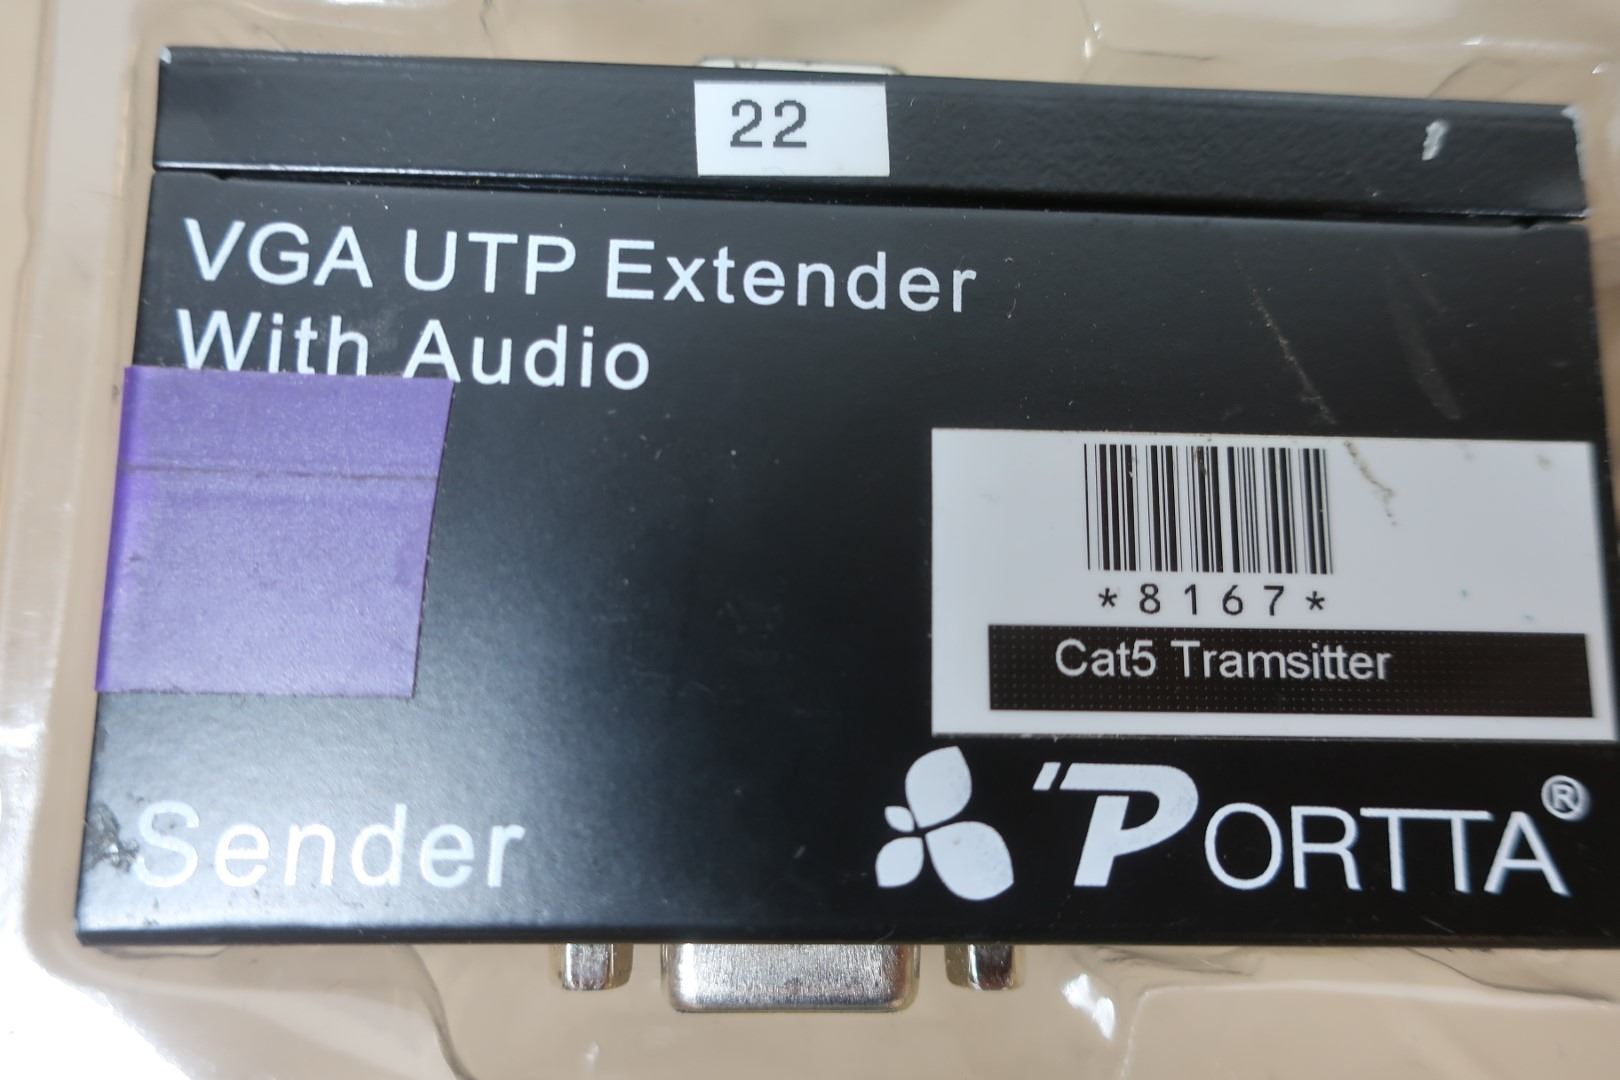 22
VGA UTP Extender
With Audio
*8167*
Cat5 Tramsitter
Sender
PORTTA®